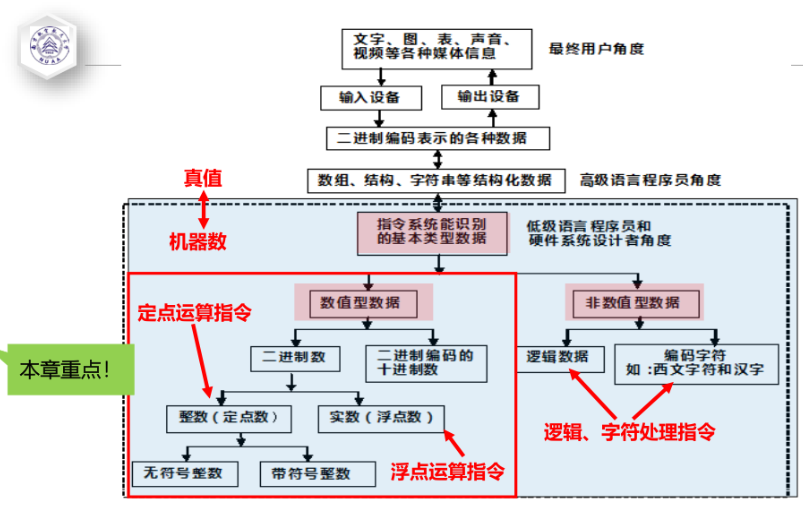 文字、图、表、声音、
视频等各种媒体信息
最终用户角度
输入设备
输出设备
二进制编码表示的各种数据
真值
数组、结构、字符串等结构化数据
高级语言程序员角度
机器数
指令系统能识别
的基本类型数据
低级语言程序员和
硬件系统设计者角度
定点运算指令
数值型数据
非数值型数据
本章重点！
二进制数
二进制编码的
十进制数
逻辑数据
编码字符
如：西文字符和汉字
整数（定点数）
实数（浮点数）
逻辑、字符处理指令
无符号整数
带符号整数
浮点运算指令